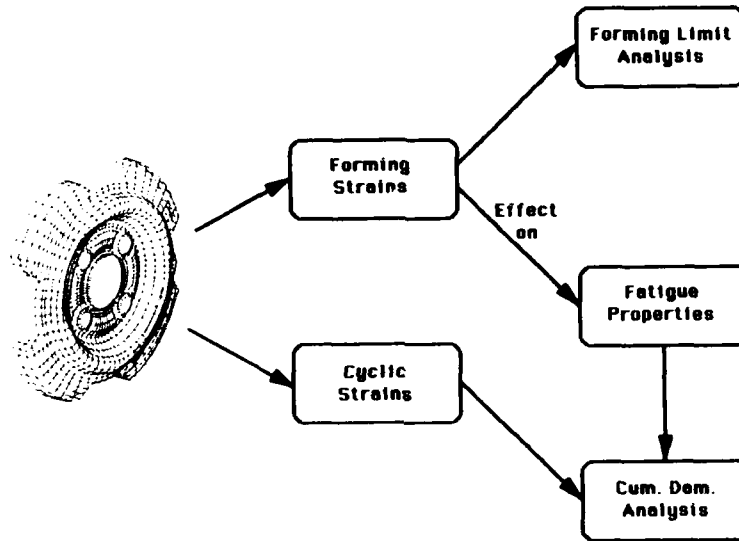 Forming Limit
Analysis
Forming
Strains
Effect
on
Fatigue
Properties
Cyclic
Strains
Cum. Dam.
Analysis